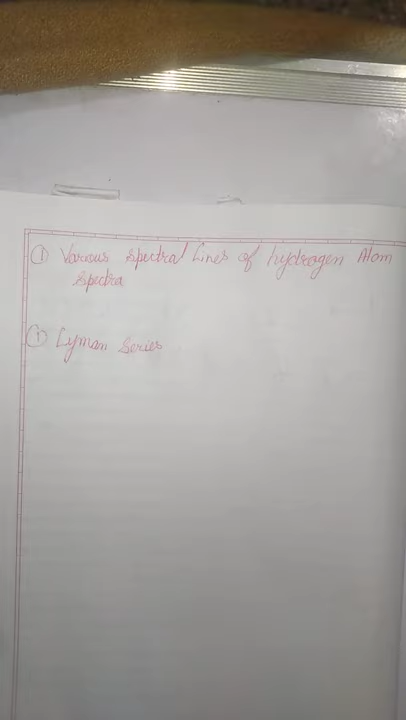 ① Various Spectral Lines of hydrogen Atom
Spectra
① Lyman Series